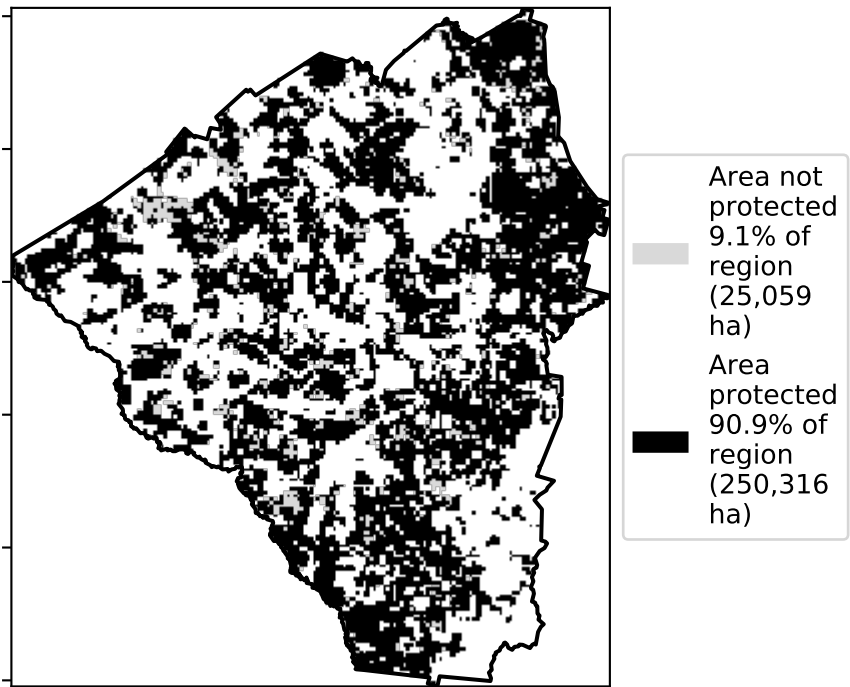 Area not
protected
9.1% of
region
(25,059
ha)
Area
protected
90.9% of
region
(250,316
ha)